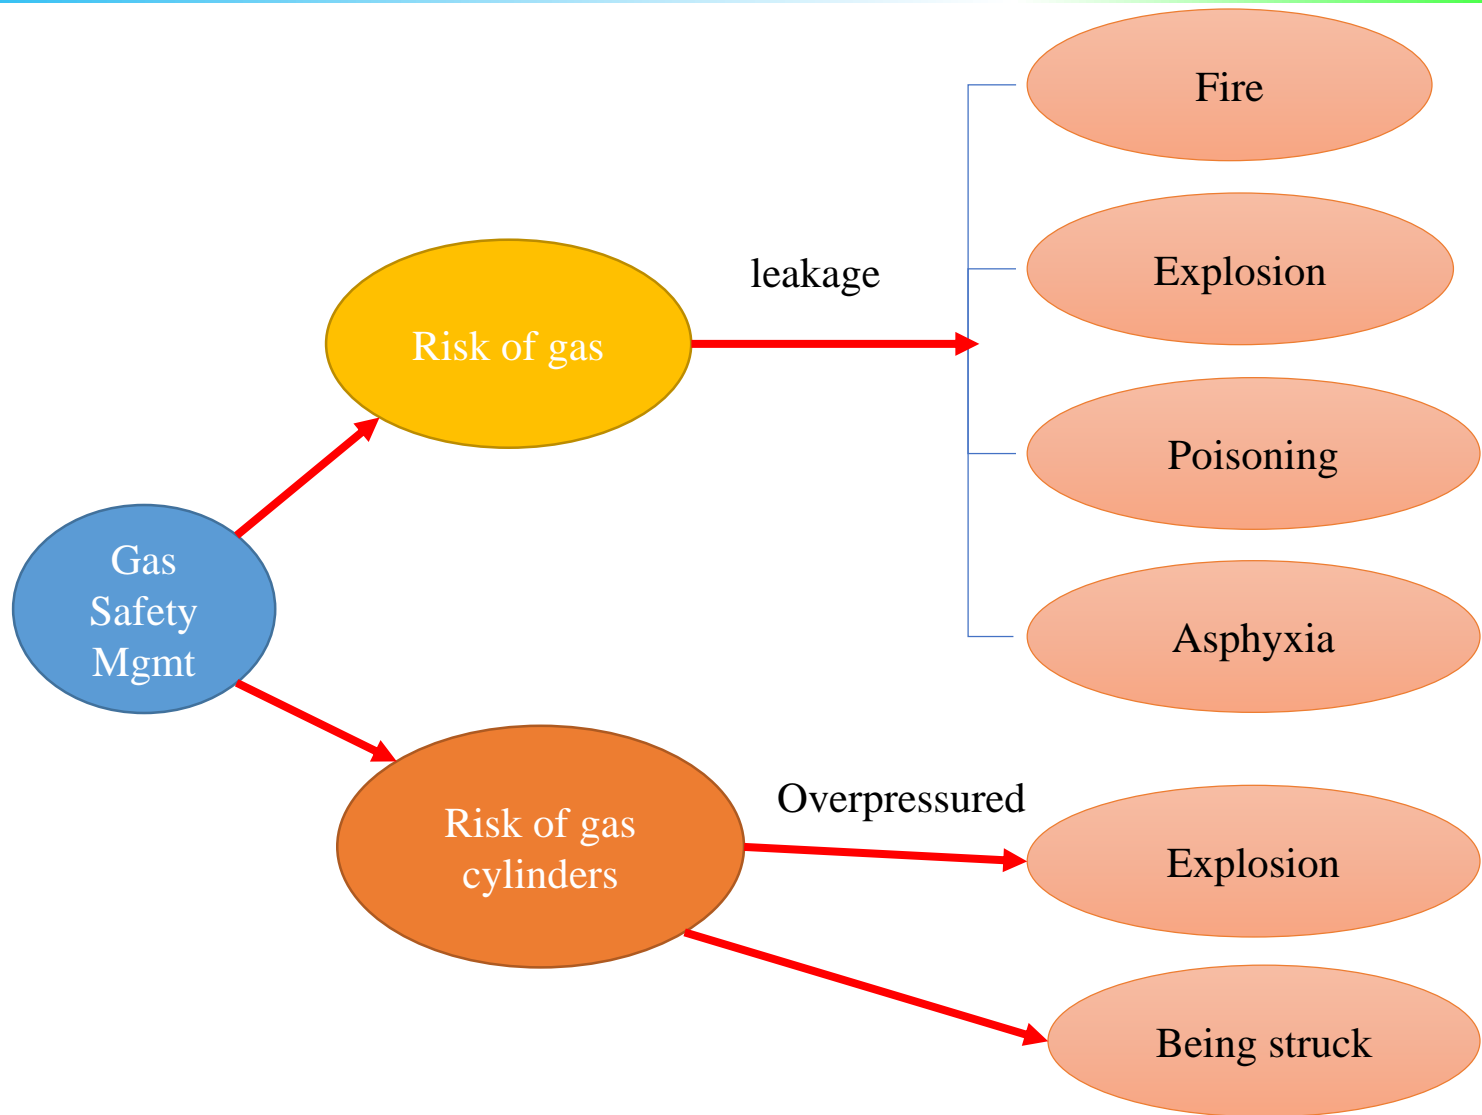 Fire
Explosion
leakage
Risk of gas
Poisoning
Gas
Safety
Mgmt
Asphyxia
Overpressured
Risk of gas
cylinders
Explosion
Being struck